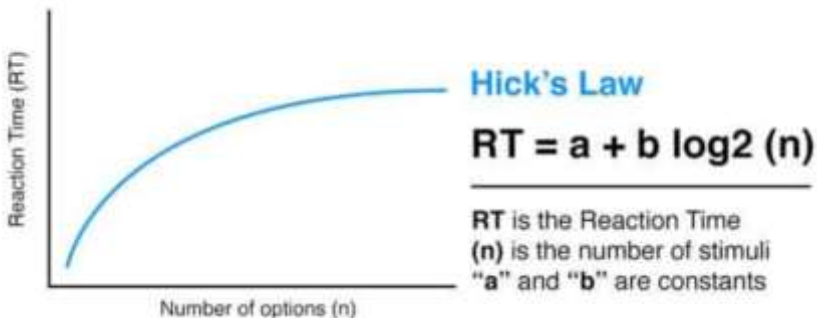 Reaction Time (RT)
Number of options (n)
Hick's Law
RT = a + b log2 (n)
RT is the Reaction Time
(n) is the number of stimuli
“a” and “b” are constants